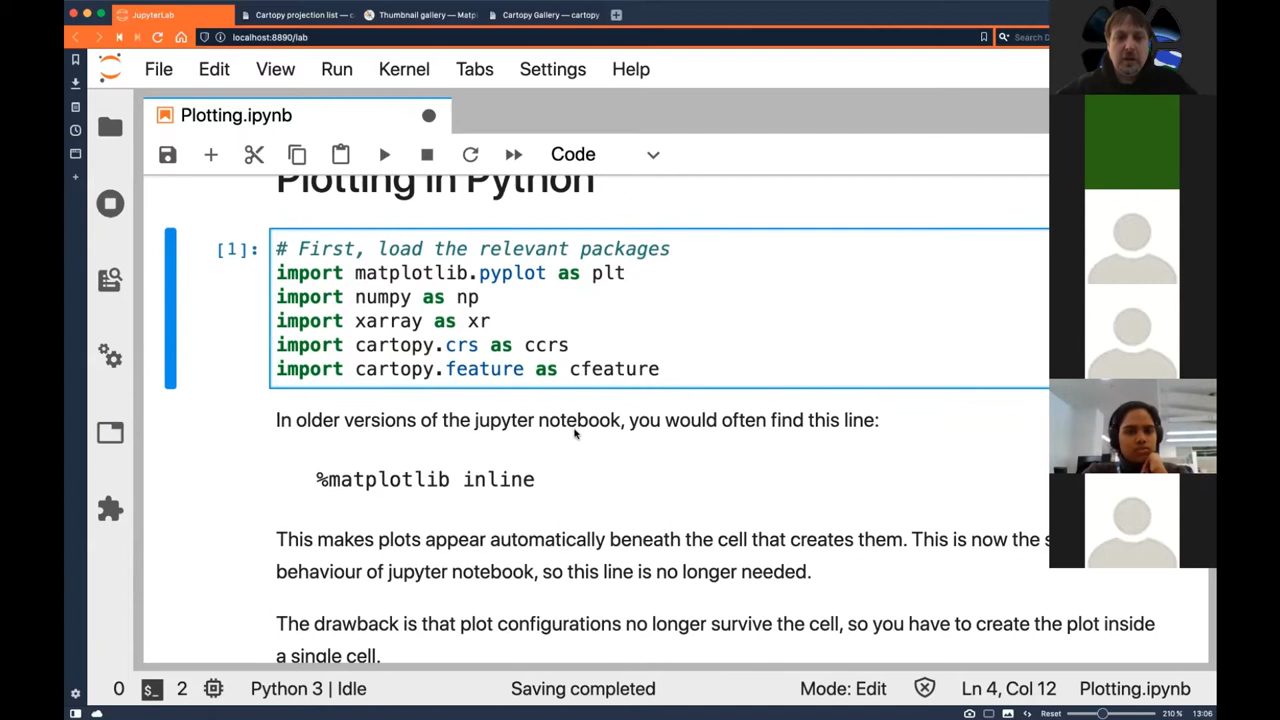 JupyterLab
Cartopy projection list — c
Thumbnail gallery — Matp
Cartopy Gallery — cartopy
localhost:8890/lab
Search D
File Edit View Run Kernel Tabs Settings Help
Plotting.ipynb
Code
Plotting in Python
[1]:
# First, load the relevant packages
import matplotlib.pyplot as plt
import numpy as np
import xarray as xr
import cartopy.crs as ccrs
import cartopy.feature as cfeature
In older versions of the jupyter notebook, you would often find this line:
%matplotlib inline
This makes plots appear automatically beneath the cell that creates them. This is now the s
behaviour of jupyter notebook, so this line is no longer needed.
The drawback is that plot configurations no longer survive the cell, so you have to create the plot inside
a single cell.
0 2 Python 3 | Idle Saving completed Mode: Edit Ln 4, Col 12 Plotting.ipynb
Reset 210 % 13:06